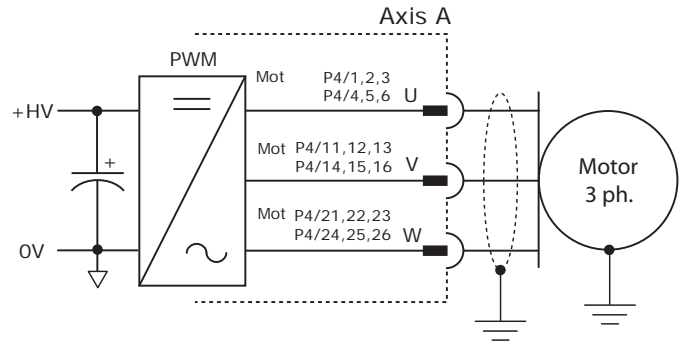 Axis A
PWM
Mot P4/1,2,3
P4/4,5,6 U
+HV
+
Mot P4/11,12,13
P4/14,15,16 V
Motor
3 ph.
Mot P4/21,22,23
P4/24,25,26 W
0V